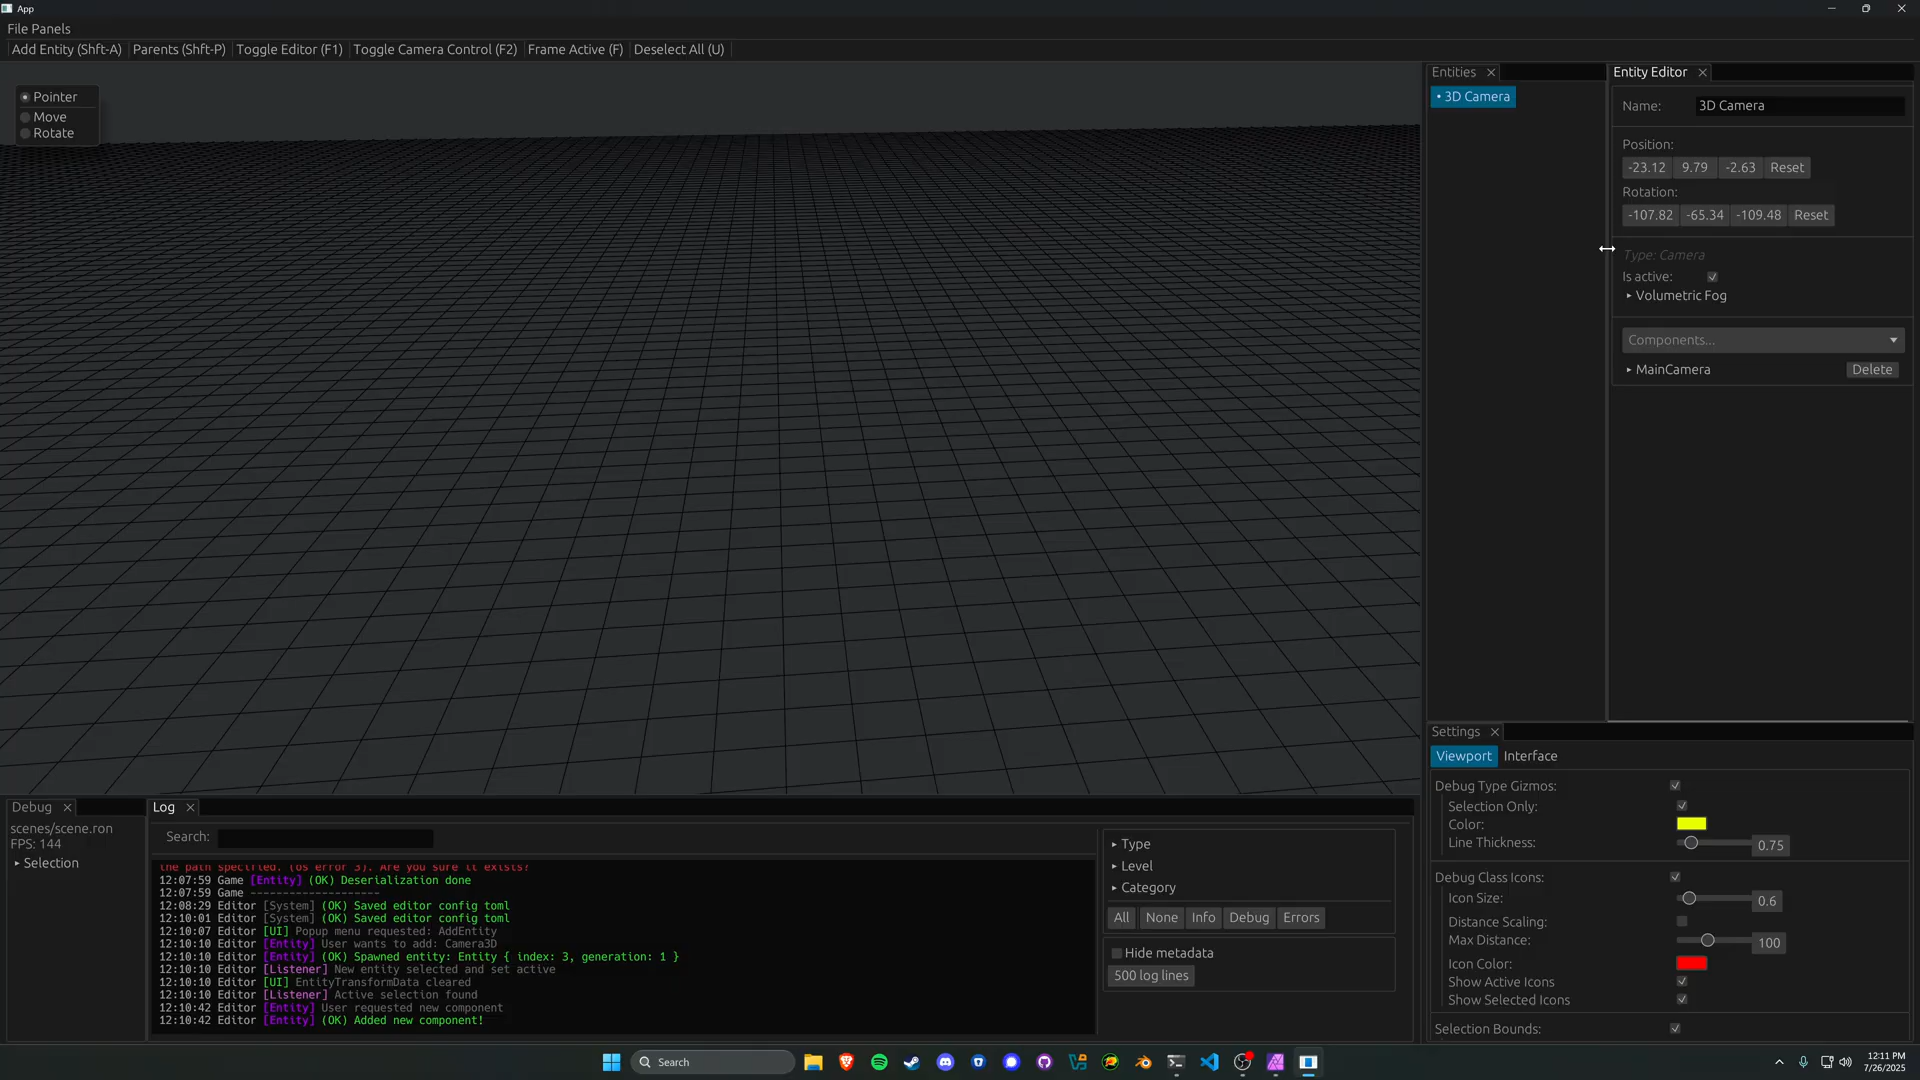 App
File Panels
Add Entity (Shft-A) Parents (Shft-P) Toggle Editor (F1) Toggle Camera Control (F2) Frame Active (F) Deselect All (U)
Pointer
Move
Rotate
Entities
• 3D Camera
Entity Editor
Name: 3D Camera
Position:
-23.12 9.79 -2.63 Reset
Rotation:
-107.82 -65.34 -109.48 Reset
Type: Camera
Is active:
Volumetric Fog
Components...
MainCamera Delete
Settings
Viewport Interface
Debug Type Gizmos:
Selection Only:
Color:
Line Thickness: 0.75
Debug Class Icons:
Icon Size: 0.6
Distance Scaling:
Max Distance: 100
Icon Color:
Show Active Icons
Show Selected Icons
Selection Bounds:
Debug
scenes/scene.ron
FPS: 144
Selection
Log
Search:
the path specified. (os error 3). Are you sure it exists?
12:07:59 Game [Entity] (OK) Deserialization done
12:07:59 Game --------------------
12:08:29 Editor [System] (OK) Saved editor config toml
12:10:01 Editor [System] (OK) Saved editor config toml
12:10:07 Editor [UI] Popup menu requested: AddEntity
12:10:10 Editor [Entity] User wants to add: Camera3D
12:10:10 Editor [Entity] (OK) Spawned entity: Entity { index: 3, generation: 1 }
12:10:10 Editor [Listener] New entity selected and set active
12:10:10 Editor [UI] EntityTransformData cleared
12:10:10 Editor [Listener] Active selection found
12:10:42 Editor [Entity] User requested new component
12:10:42 Editor [Entity] (OK) Added new component!
Type
Level
Category
All None Info Debug Errors
Hide metadata
500 log lines
Search
12:11 PM
7/26/2025